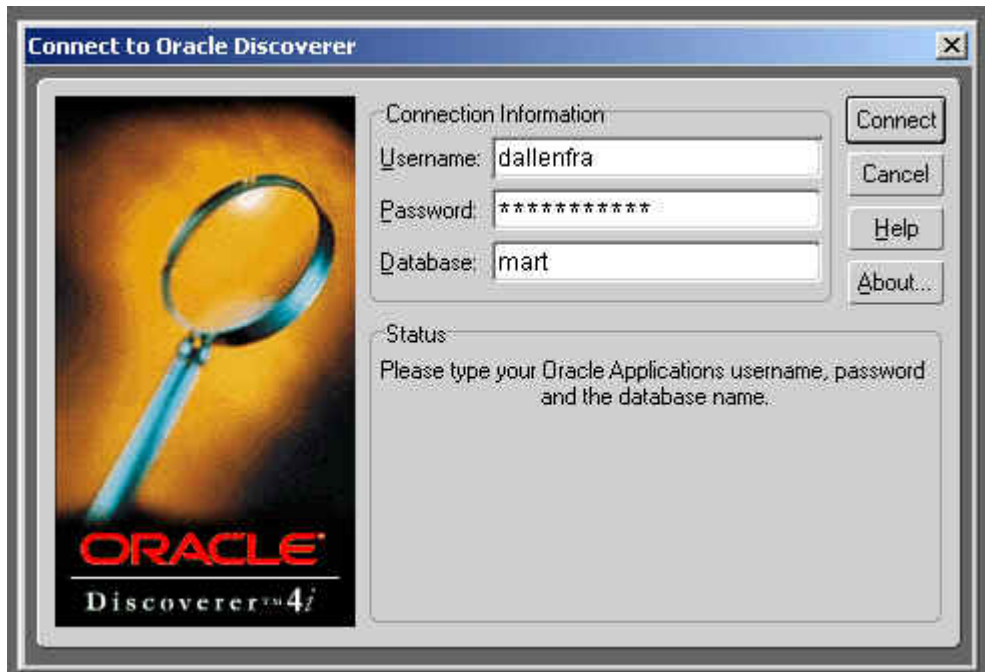 Connect to Oracle Discoverer
Connection Information
Username: dallenfra
Password: ***********
Database: mart
Connect
Cancel
Help
About...
Status
Please type your Oracle Applications username, password
and the database name.
ORACLE
Discoverer™ 4i